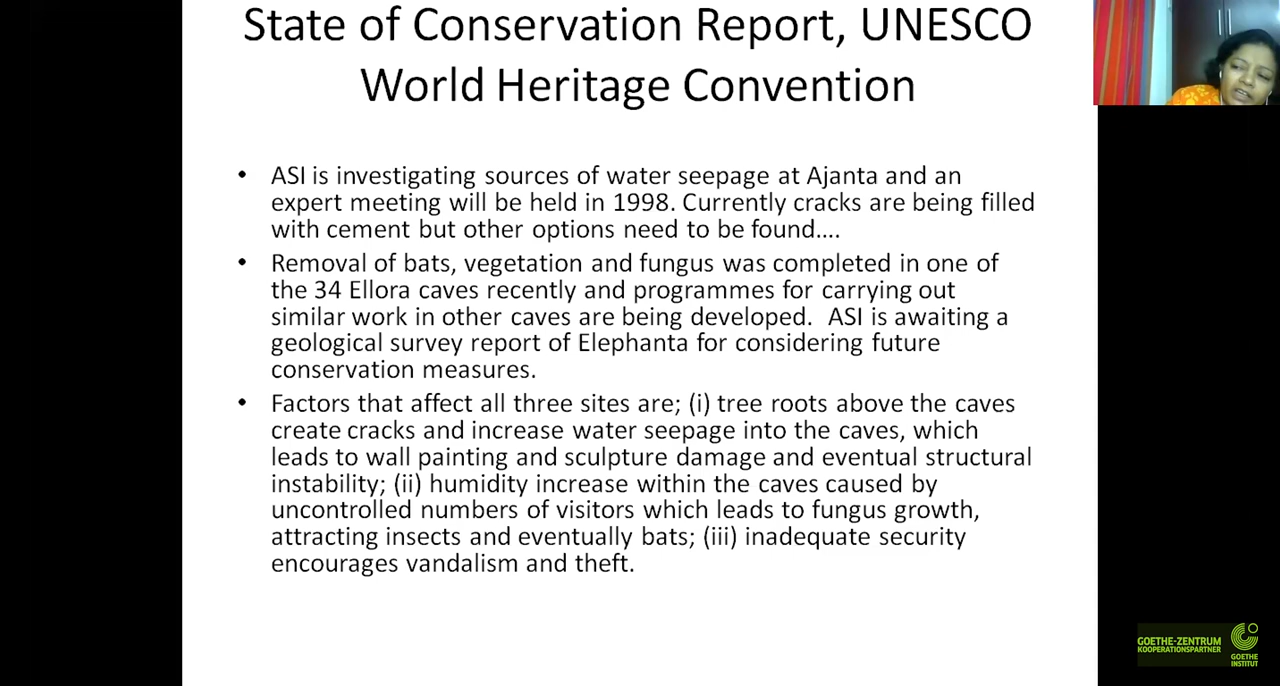 State of Conservation Report, UNESCO
World Heritage Convention
• ASI is investigating sources of water seepage at Ajanta and an
expert meeting will be held in 1998. Currently cracks are being filled
with cement but other options need to be found....
• Removal of bats, vegetation and fungus was completed in one of
the 34 Ellora caves recently and programmes for carrying out
similar work in other caves are being developed.  ASI is awaiting a
geological survey report of Elephanta for considering future
conservation measures.
• Factors that affect all three sites are; (i) tree roots above the caves
create cracks and increase water seepage into the caves, which
leads to wall painting and sculpture damage and eventual structural
instability; (ii) humidity increase within the caves caused by
uncontrolled numbers of visitors which leads to fungus growth,
attracting insects and eventually bats; (iii) inadequate security
encourages vandalism and theft.
GOETHE-ZENTRUM
KOOPERATIONSPARTNER
GOETHE
INSTITUT